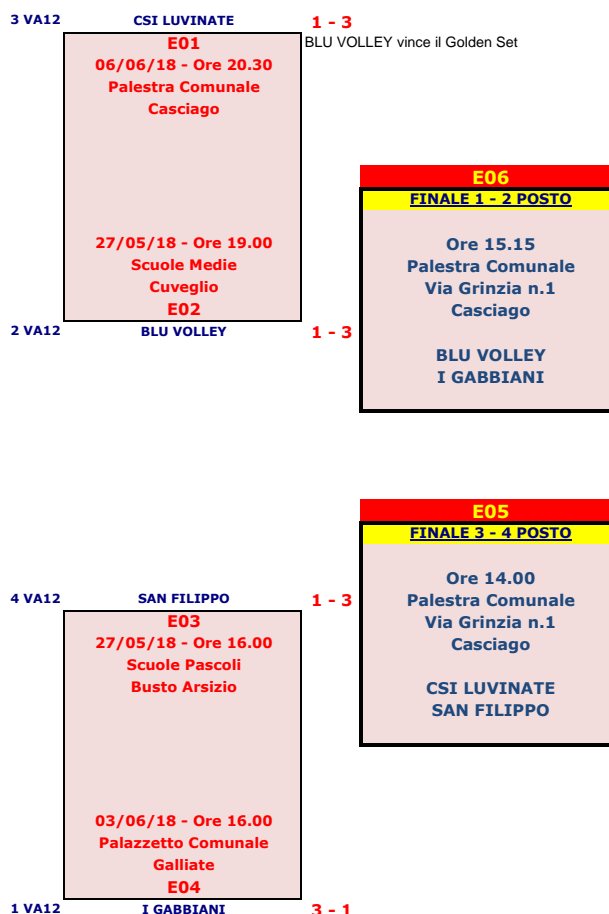 3 VA12 CSI LUVINATE 1 - 3
E01
BLU VOLLEY vince il Golden Set
06/06/18 - Ore 20.30
Palestra Comunale
Casciago
27/05/18 - Ore 19.00
Scuole Medie
Cuveglio
E02
2 VA12 BLU VOLLEY 1 - 3
E06
FINALE 1 - 2 POSTO
Ore 15.15
Palestra Comunale
Via Grinzia n.1
Casciago
BLU VOLLEY
I GABBIANI
E05
FINALE 3 - 4 POSTO
Ore 14.00
Palestra Comunale
Via Grinzia n.1
Casciago
CSI LUVINATE
SAN FILIPPO
4 VA12 SAN FILIPPO 1 - 3
E03
27/05/18 - Ore 16.00
Scuole Pascoli
Busto Arsizio
03/06/18 - Ore 16.00
Palazzetto Comunale
Galliate
E04
1 VA12 I GABBIANI 3 - 1